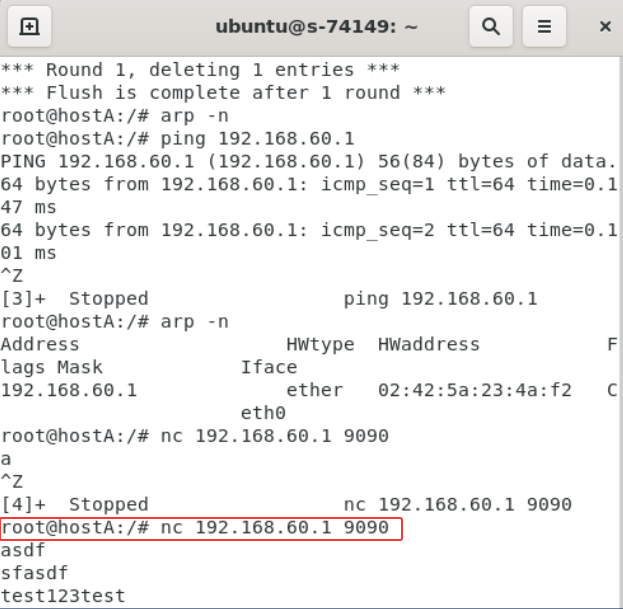 ubuntu@s-74149: ~
*** Round 1, deleting 1 entries ***
*** Flush is complete after 1 round ***
root@hostA:/# arp -n
root@hostA:/# ping 192.168.60.1
PING 192.168.60.1 (192.168.60.1) 56(84) bytes of data.
64 bytes from 192.168.60.1: icmp_seq=1 ttl=64 time=0.1
47 ms
64 bytes from 192.168.60.1: icmp_seq=2 ttl=64 time=0.1
01 ms
^Z
[3]+  Stopped                 ping 192.168.60.1
root@hostA:/# arp -n
Address                  HWtype  HWaddress           F
lags Mask            Iface
192.168.60.1             ether   02:42:5a:23:4a:f2   C
                     eth0
root@hostA:/# nc 192.168.60.1 9090
a
^Z
[4]+  Stopped                 nc 192.168.60.1 9090
root@hostA:/# nc 192.168.60.1 9090
asdf
sfasdf
test123test